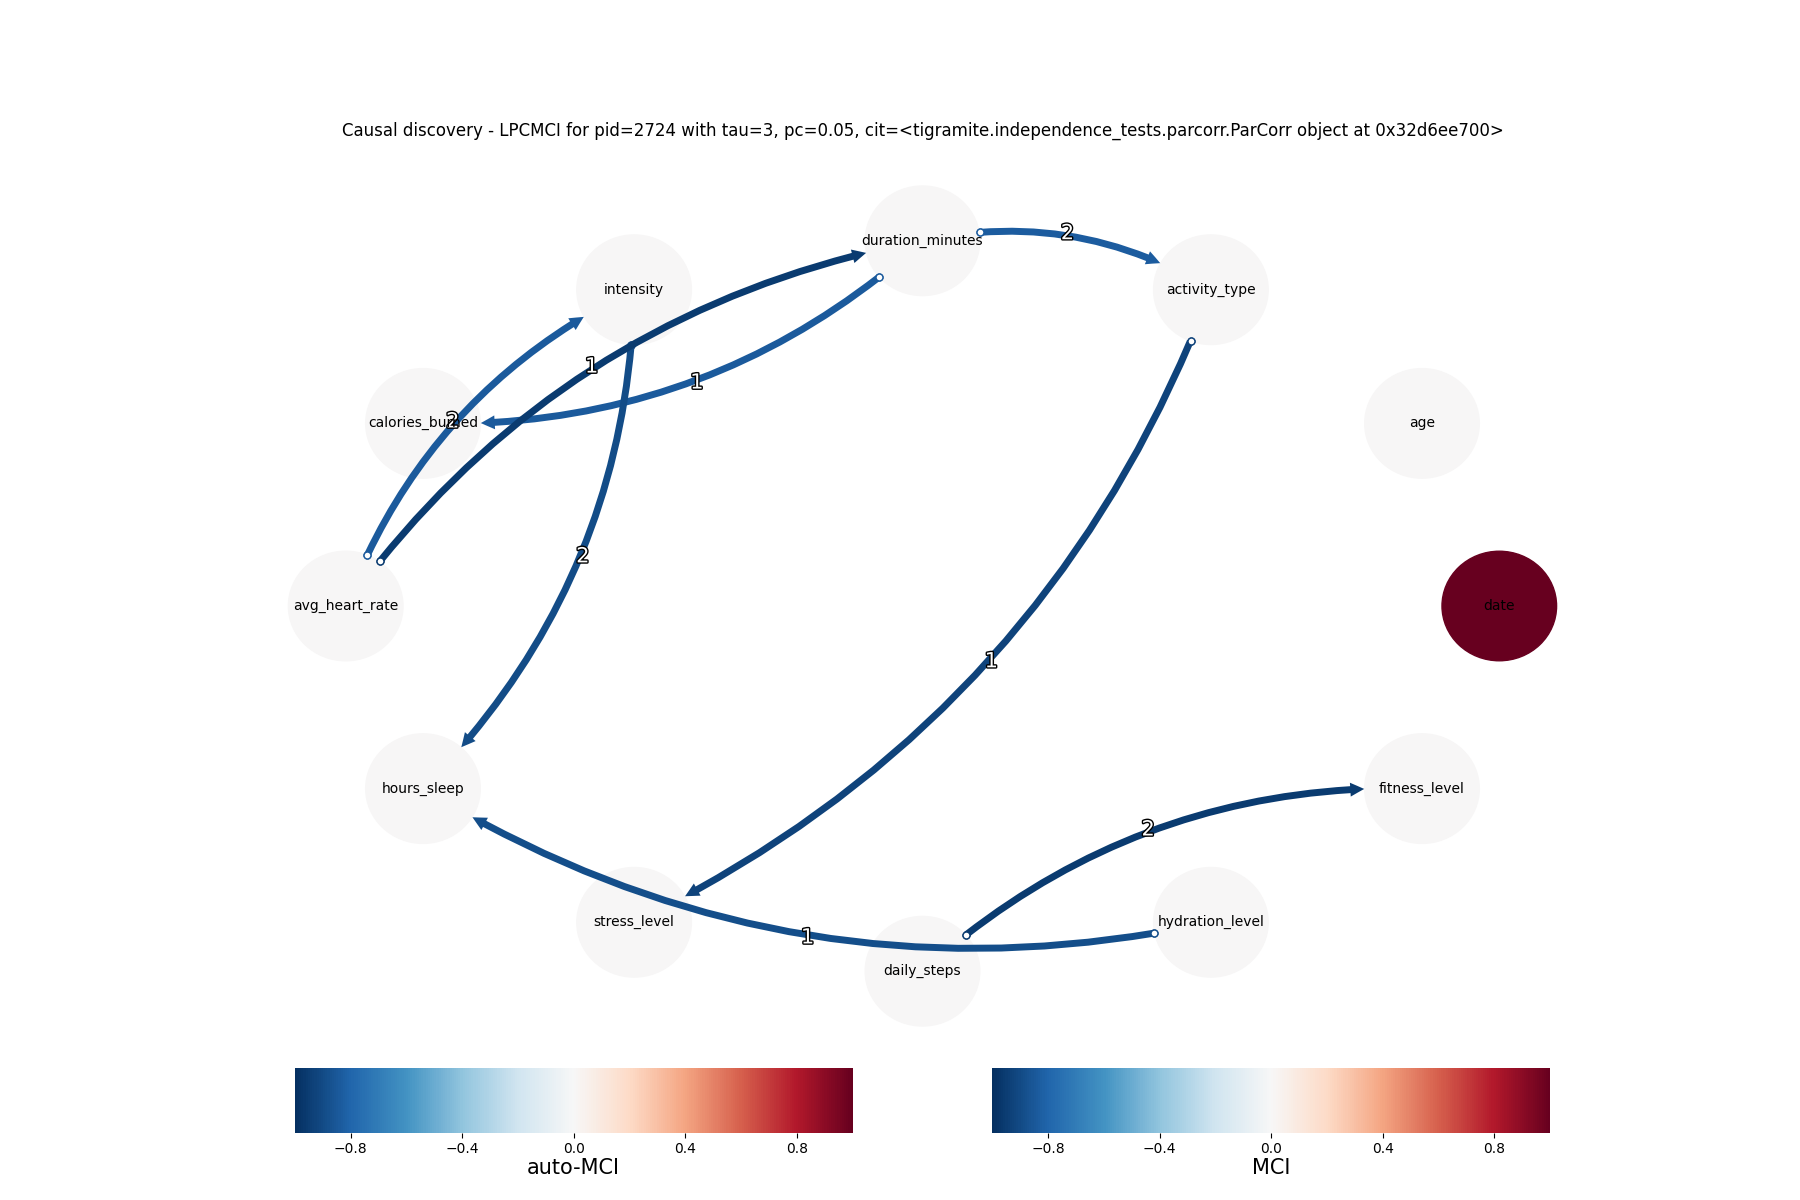 Causal discovery - LPCMCI for pid=2724 with tau=3, pc=0.05, cit=<tigramite.independence_tests.parcorr.ParCorr object at 0x32d6ee700>
duration_minutes
2
intensity
activity_type
1
1
calories_burned
2
age
2
avg_heart_rate
date
1
hours_sleep
fitness_level
2
stress_level
hydration_level
1
daily_steps
−0.8 −0.4 0.0 0.4 0.8
auto-MCI
−0.8 −0.4 0.0 0.4 0.8
MCI